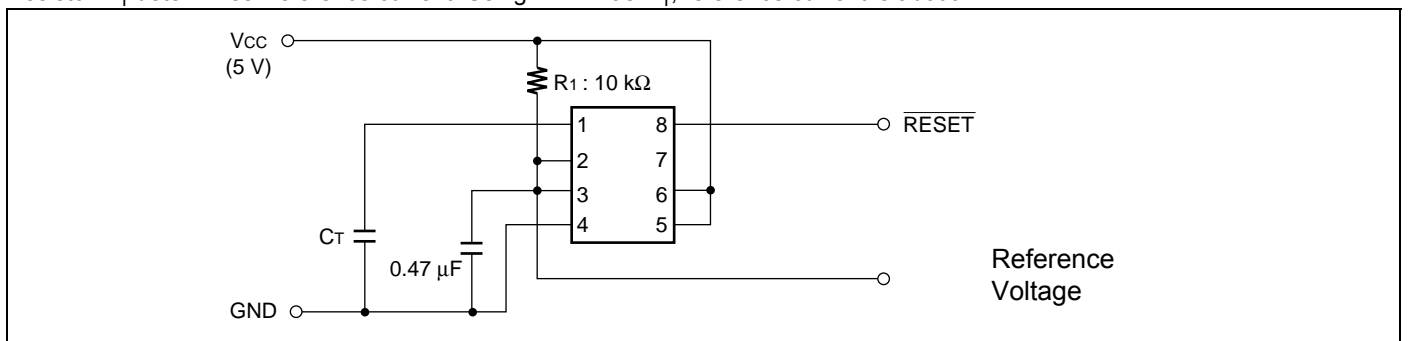 Vcc
(5 V)
R1 : 10 kΩ
1 8
2 7
3 6
4 5
RESET
CT
0.47 μF
GND
Reference
Voltage